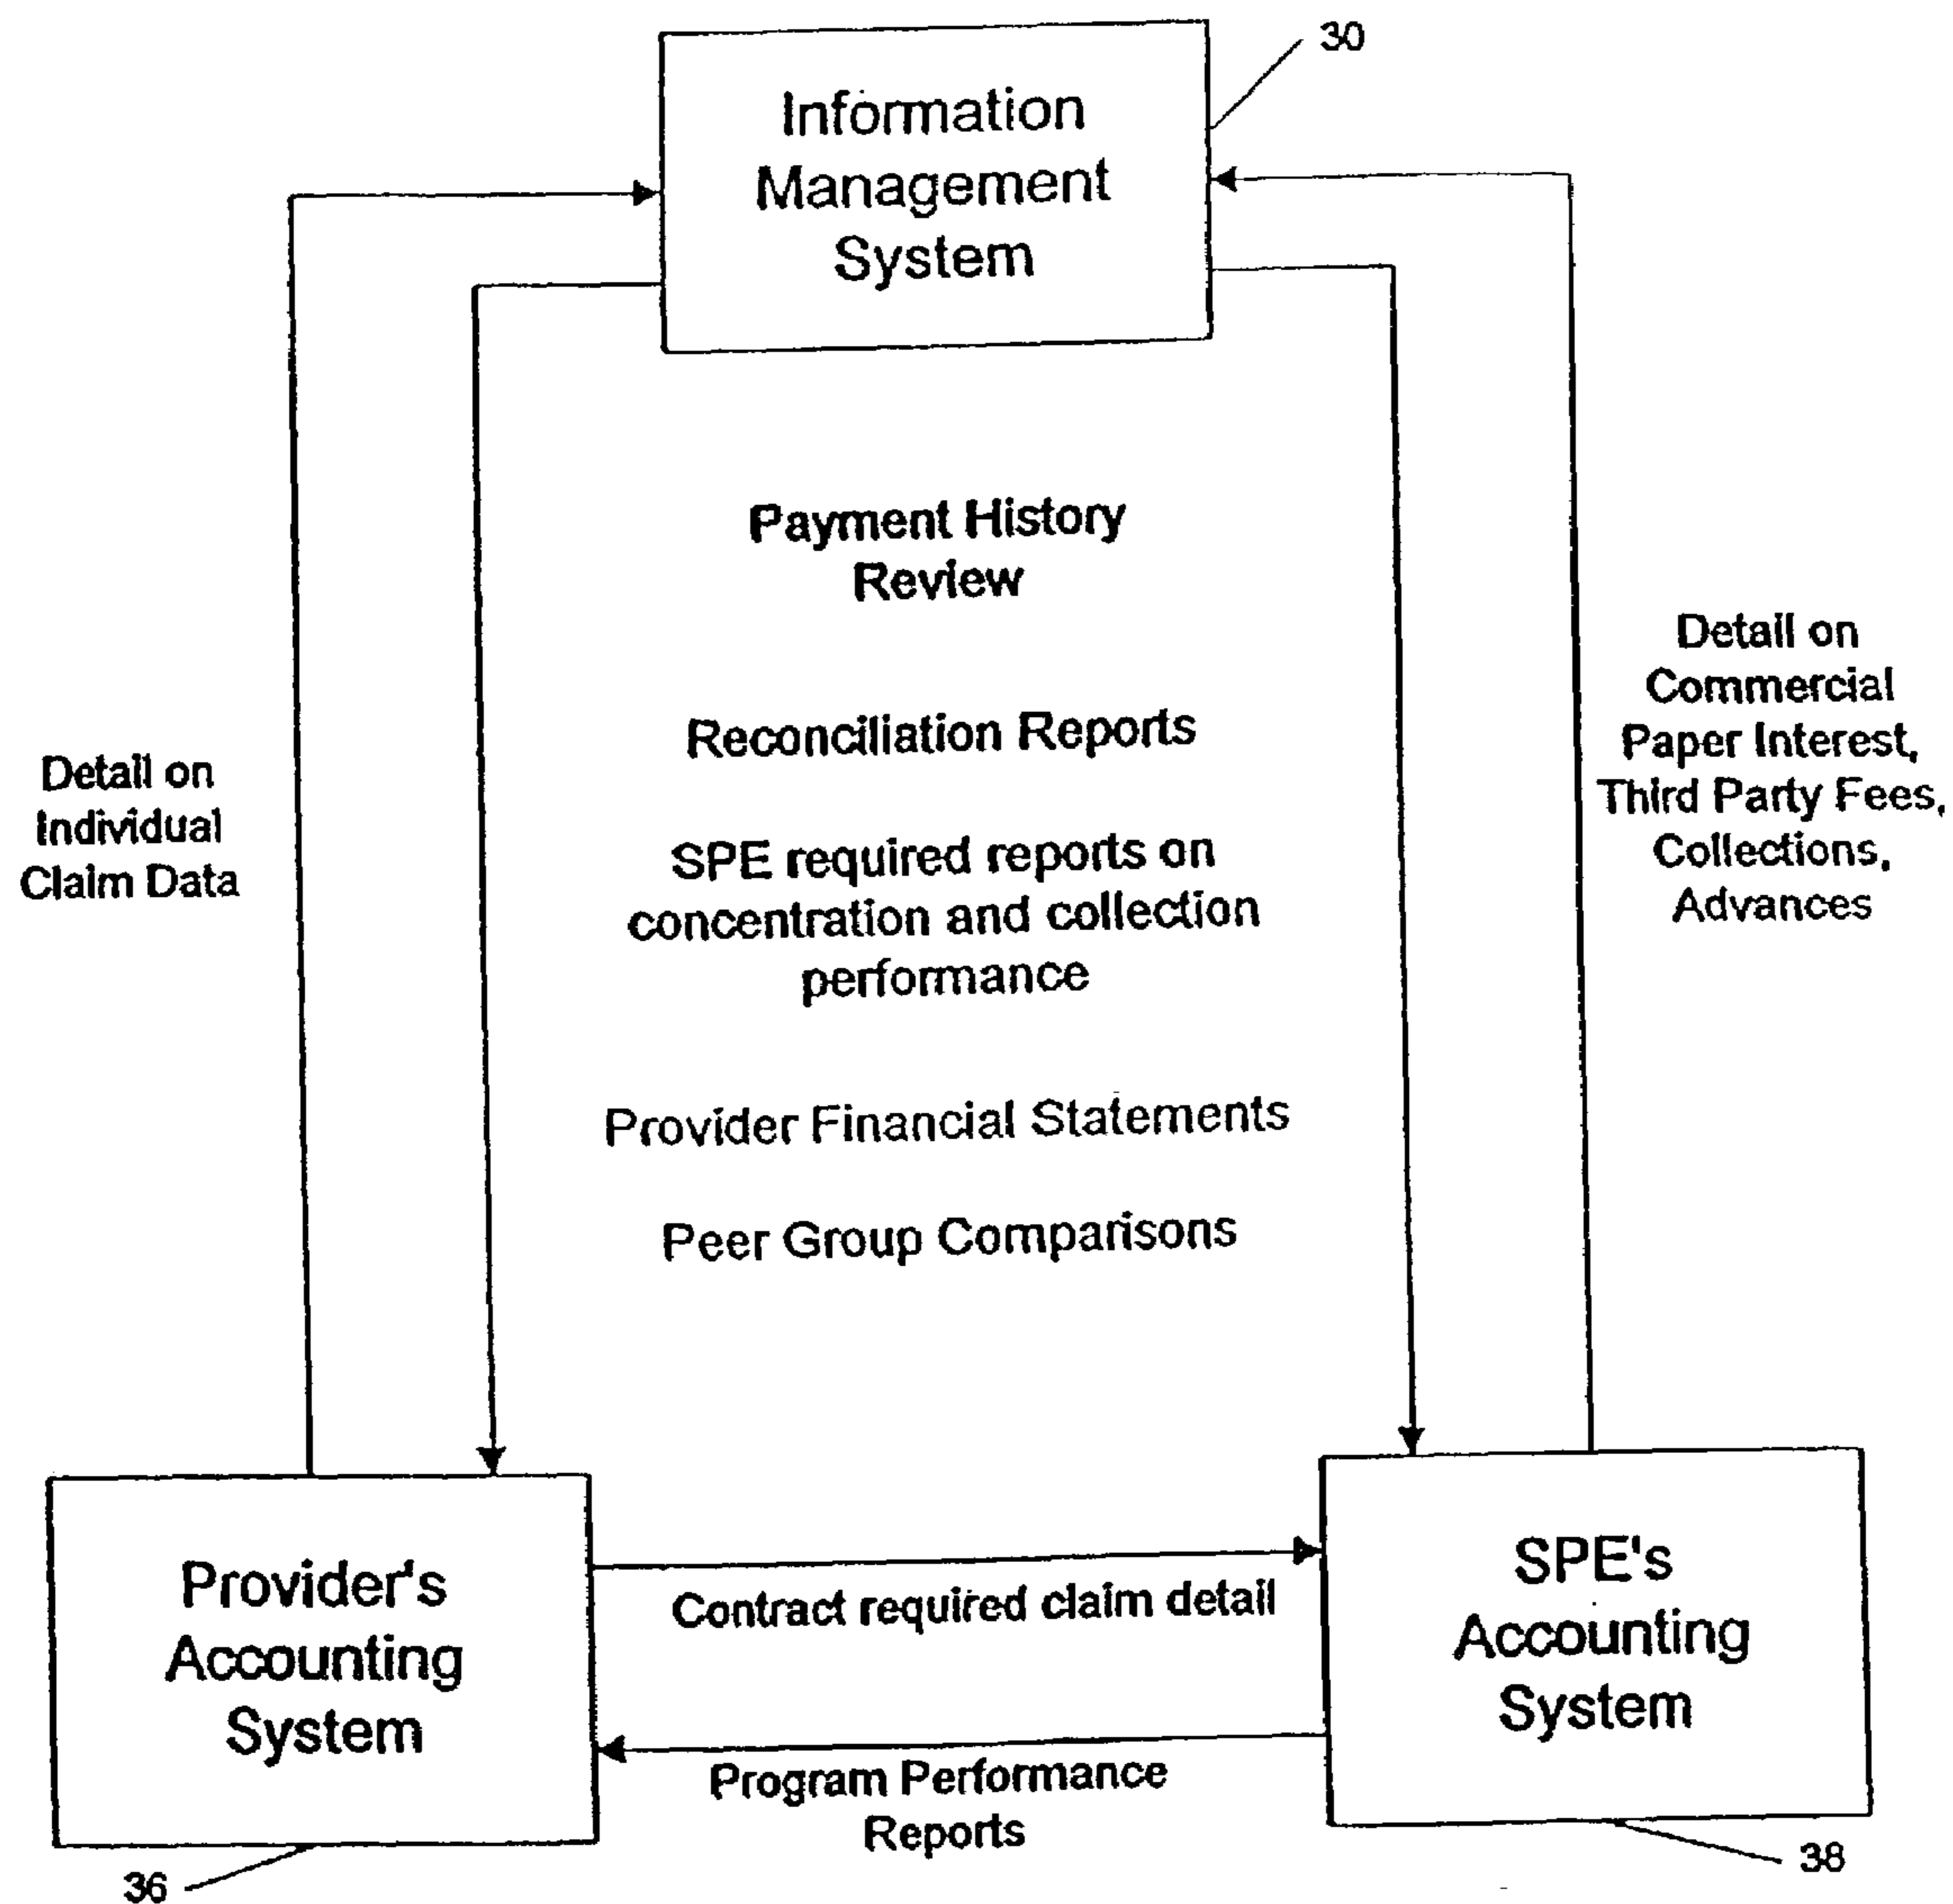 30
Information
Management
System
Payment History
Review
Reconciliation Reports
SPE required reports on
concentration and collection
performance
Provider Financial Statements
Peer Group Comparisons
Detail on
Individual
Claim Data
Detail on
Commercial
Paper Interest,
Third Party Fees,
Collections,
Advances
Provider's
Accounting
System
Contract required claim detail
Program Performance
Reports
SPE's
Accounting
System
36
38